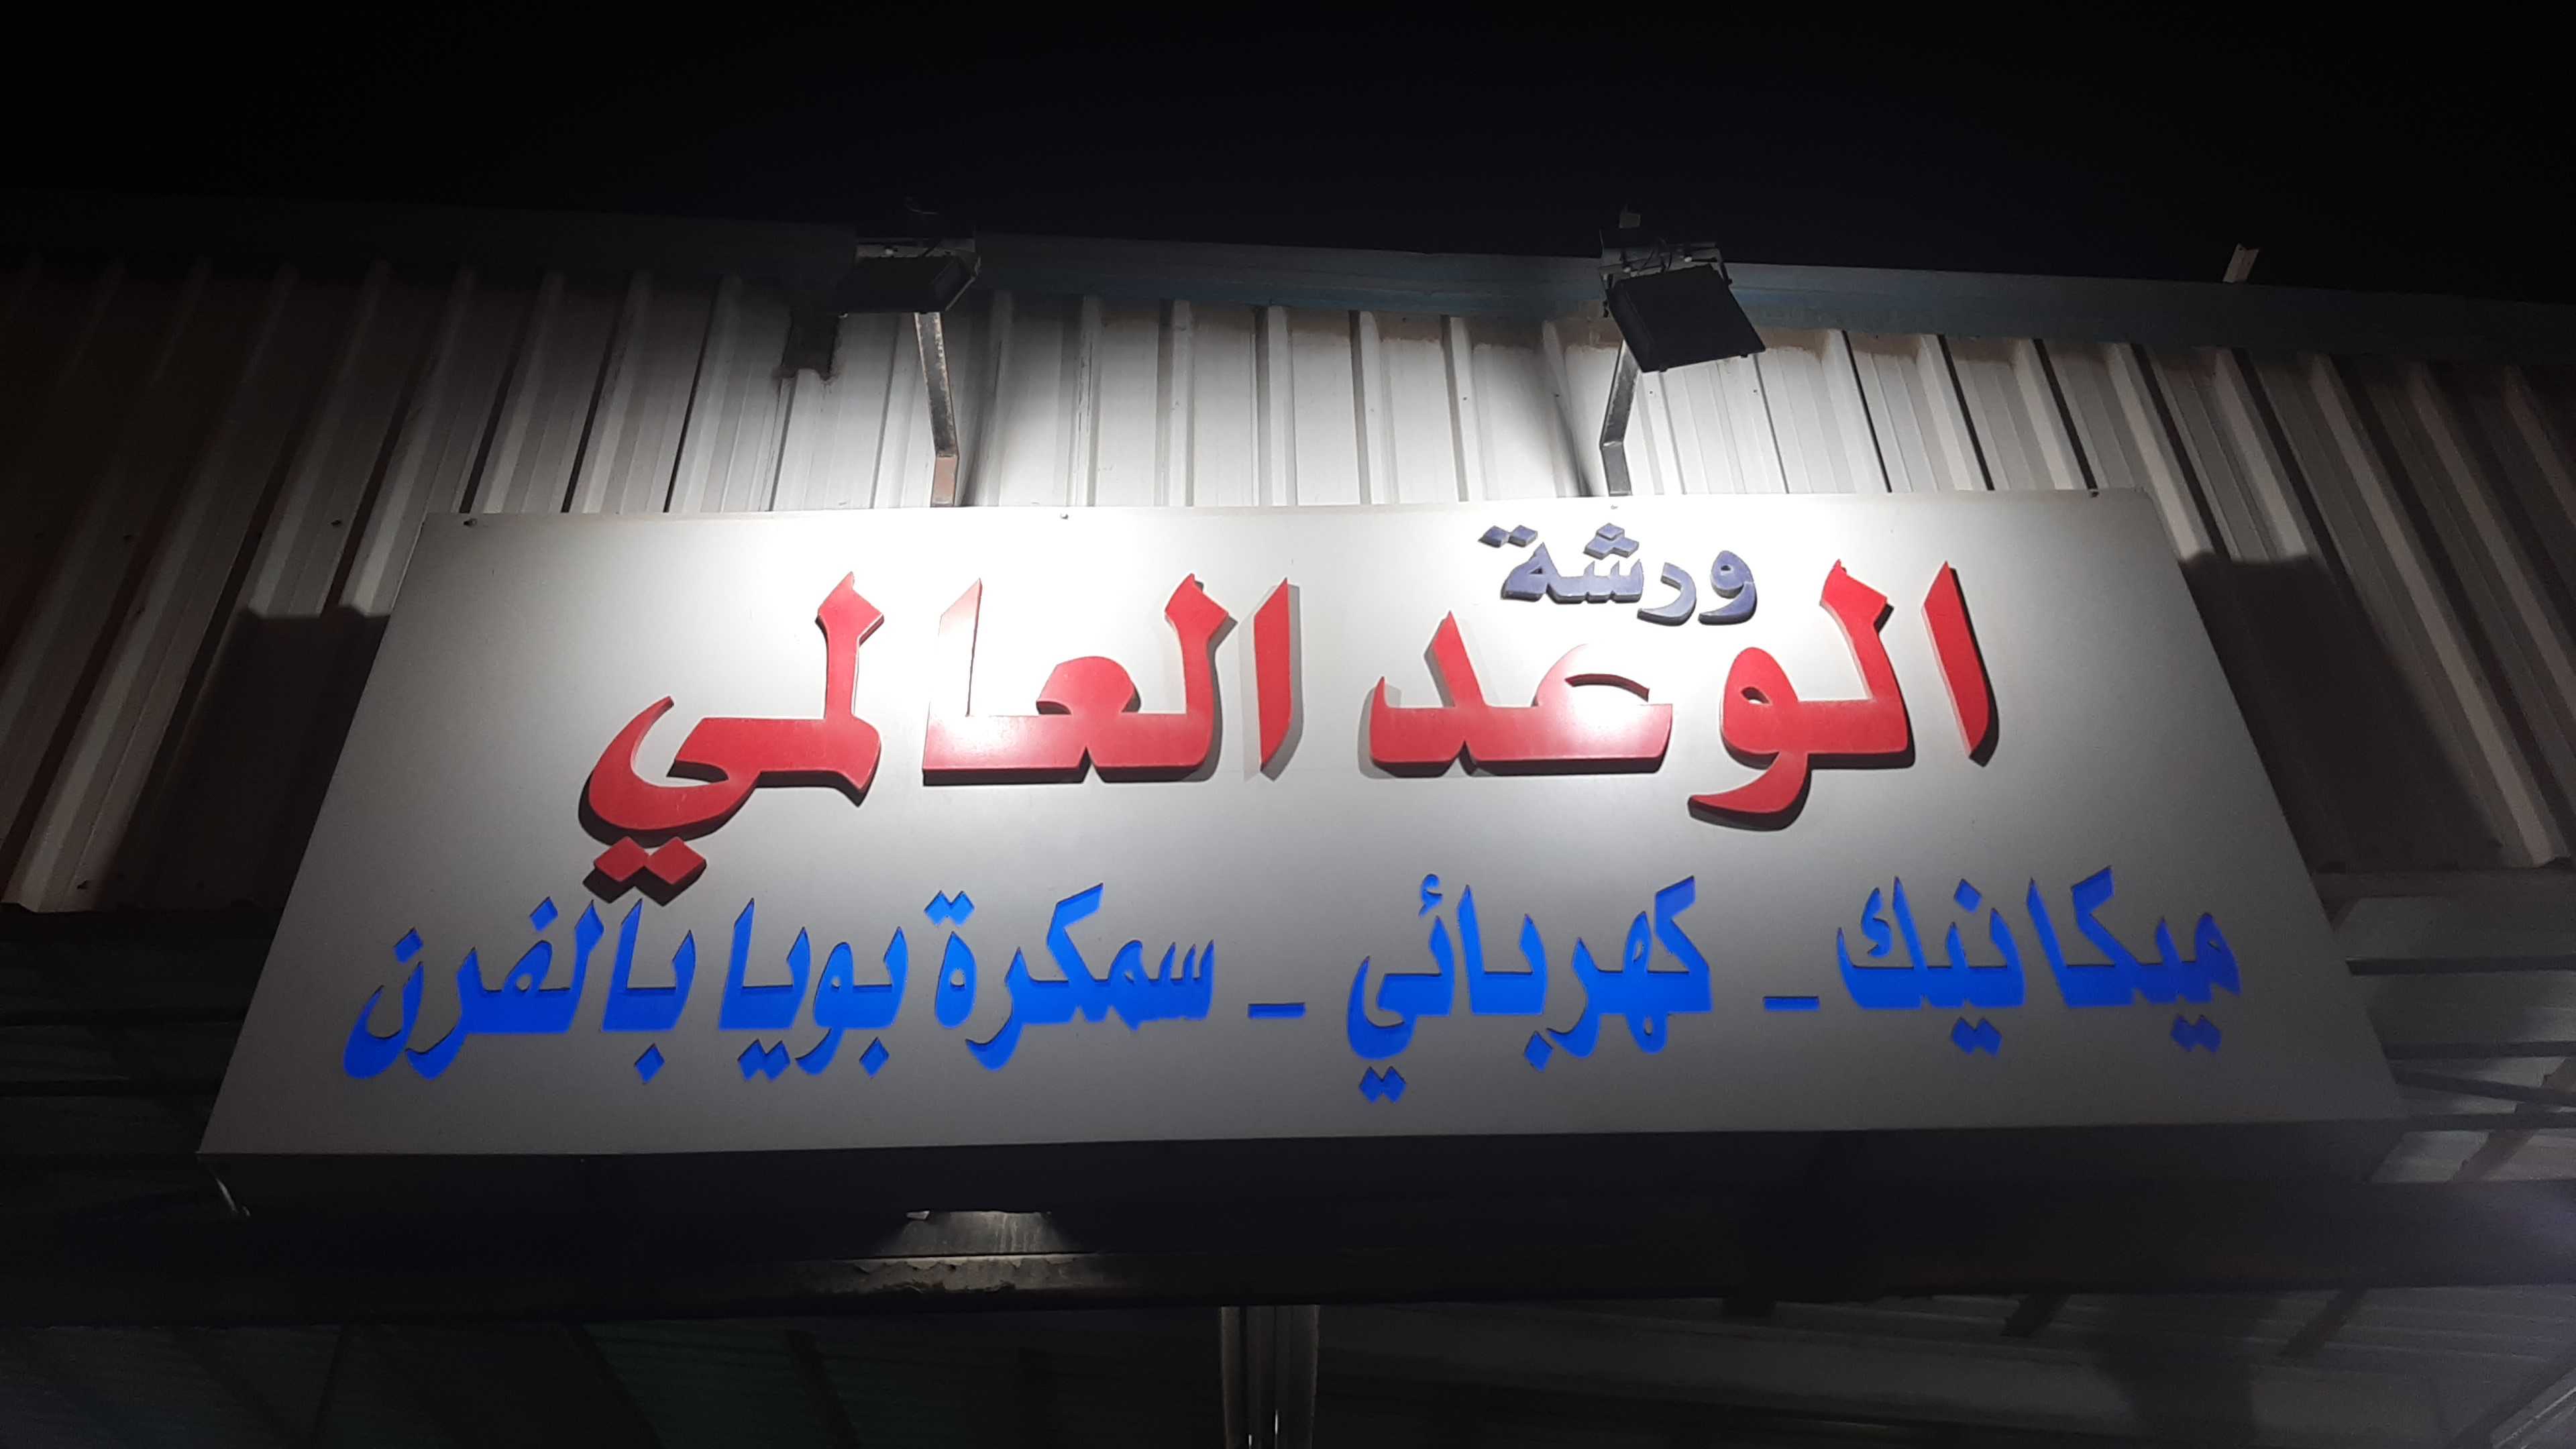 ورشة
الوعد العالمي
ميكانيك - كهربائي - سمكرة بويا بالفرن